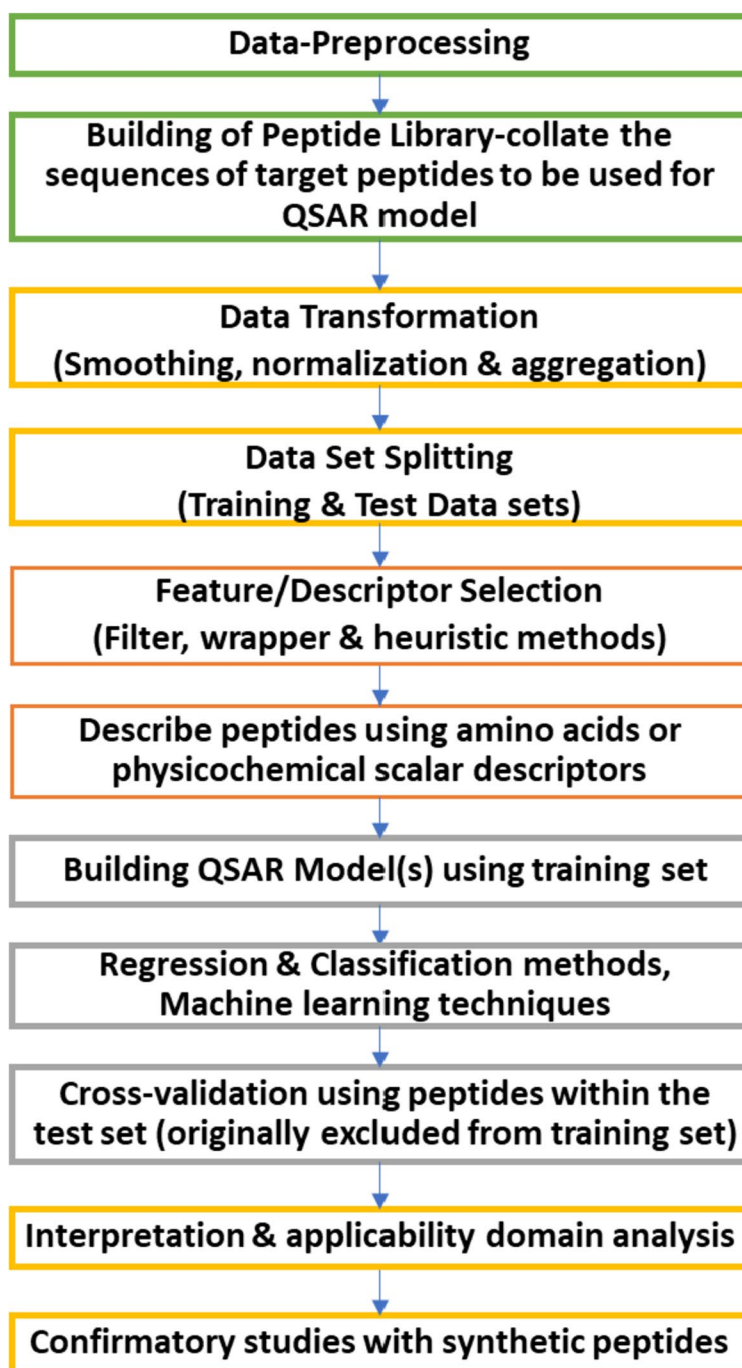 Data-Preprocessing
Building of Peptide Library-collate the
sequences of target peptides to be used for
QSAR model
Data Transformation
(Smoothing, normalization & aggregation)
Data Set Splitting
(Training & Test Data sets)
Feature/Descriptor Selection
(Filter, wrapper & heuristic methods)
Describe peptides using amino acids or
physicochemical scalar descriptors
Building QSAR Model(s) using training set
Regression & Classification methods,
Machine learning techniques
Cross-validation using peptides within the
test set (originally excluded from training set)
Interpretation & applicability domain analysis
Confirmatory studies with synthetic peptides